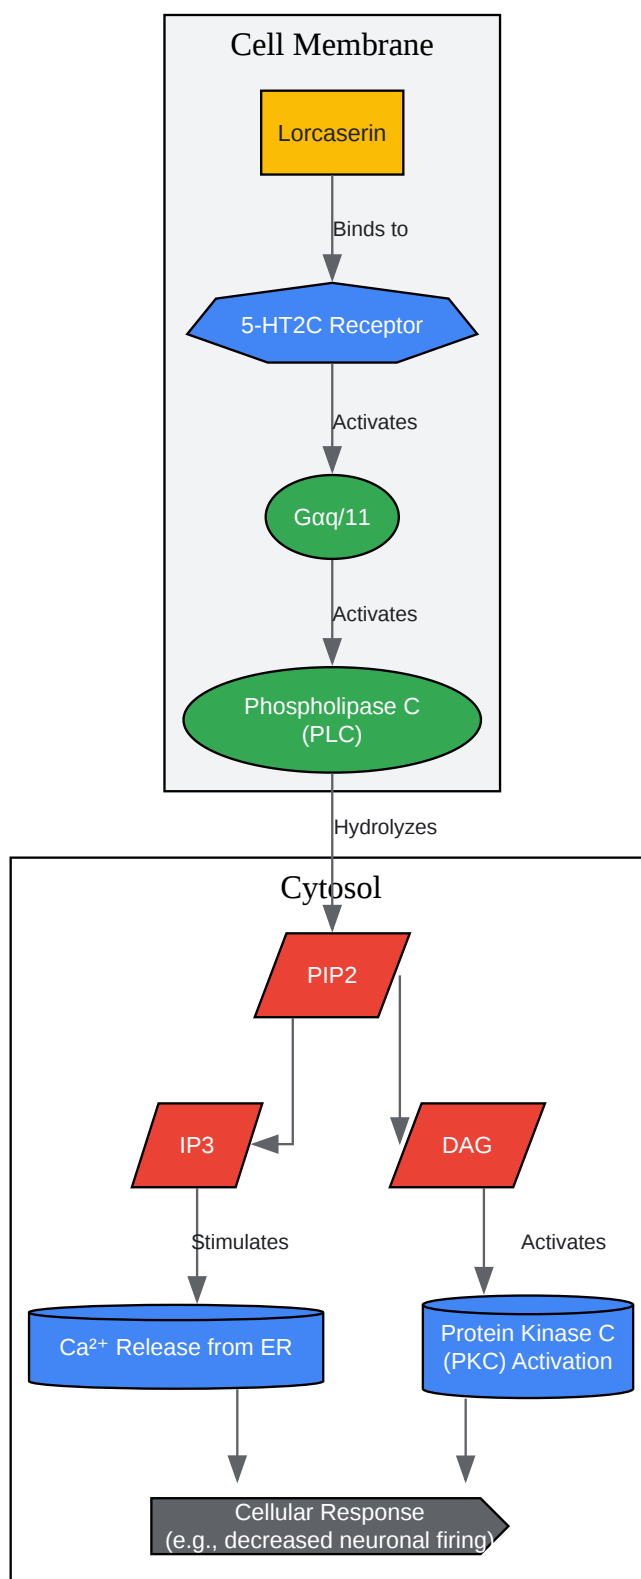 Cell Membrane
Lorcaserin
Binds to
5-HT2C Receptor
Activates
Gαq/11
Activates
Phospholipase C
(PLC)
Hydrolyzes
Cytosol
PIP2
IP3
DAG
Stimulates
Activates
Ca²⁺ Release from ER
Protein Kinase C
(PKC) Activation
Cellular Response
(e.g., decreased neuronal firing)